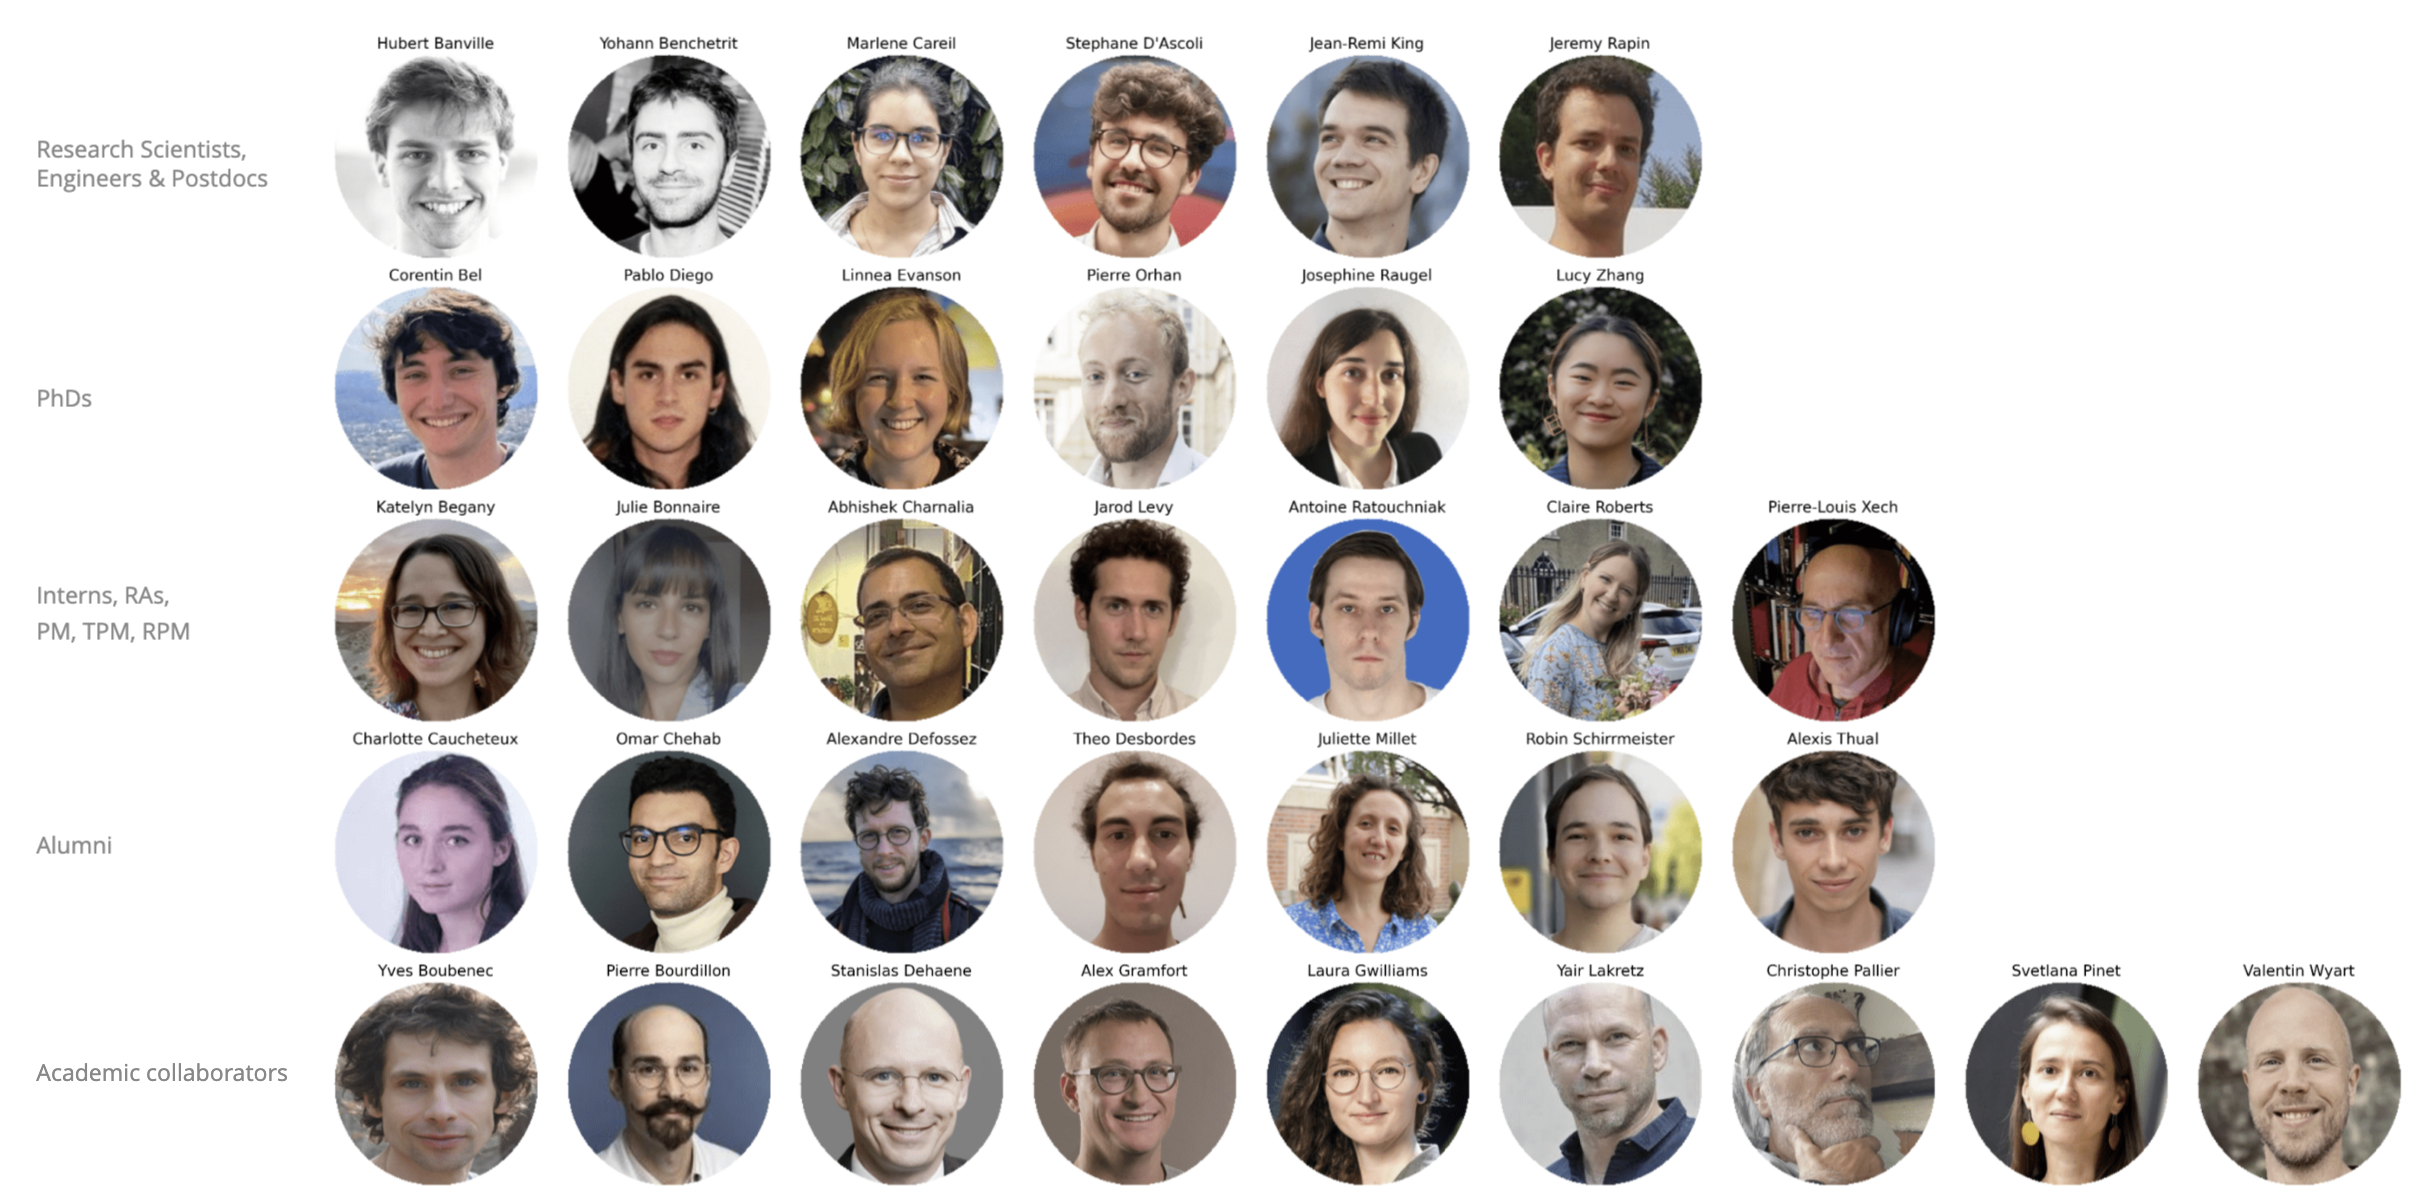 Hubert Banville
Yohann Benchetrit
Marlene Careil
Stephane D'Ascoli
Jean-Remi King
Jeremy Rapin
Research Scientists,
Engineers & Postdocs
Corentin Bel
Pablo Diego
Linnea Evanson
Pierre Orhan
Josephine Raugel
Lucy Zhang
PhDs
Katelyn Begany
Julie Bonnaire
Abhishek Charnalia
Jarod Levy
Antoine Ratouchniak
Claire Roberts
Pierre-Louis Xech
Interns, RAs,
PM, TPM, RPM
Charlotte Caucheteux
Omar Chehab
Alexandre Defossez
Theo Desbordes
Juliette Millet
Robin Schirrmeister
Alexis Thual
Alumni
Yves Boubenec
Pierre Bourdillon
Stanislas Dehaene
Alex Gramfort
Laura Gwilliams
Yair Lakretz
Christophe Pallier
Svetlana Pinet
Valentin Wyart
Academic collaborators